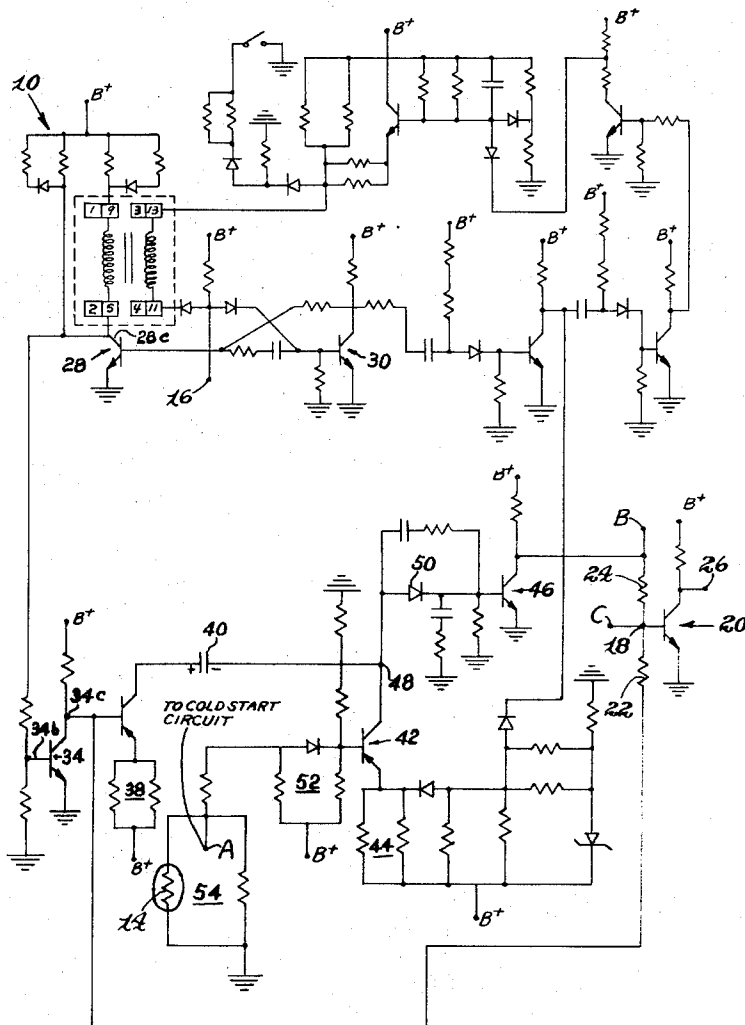 B+
B+
10
B+
1 9 3 13
B+
B+
B+
B+
B+
2 5 4 11
28c
28
30
16
B+
B
B+
50
24
26
46
40
C
18
20
B+
48
22
34c
TO COLD START
CIRCUIT
34b
42
34
38
52
44
B+
A
B+
54
14
B+